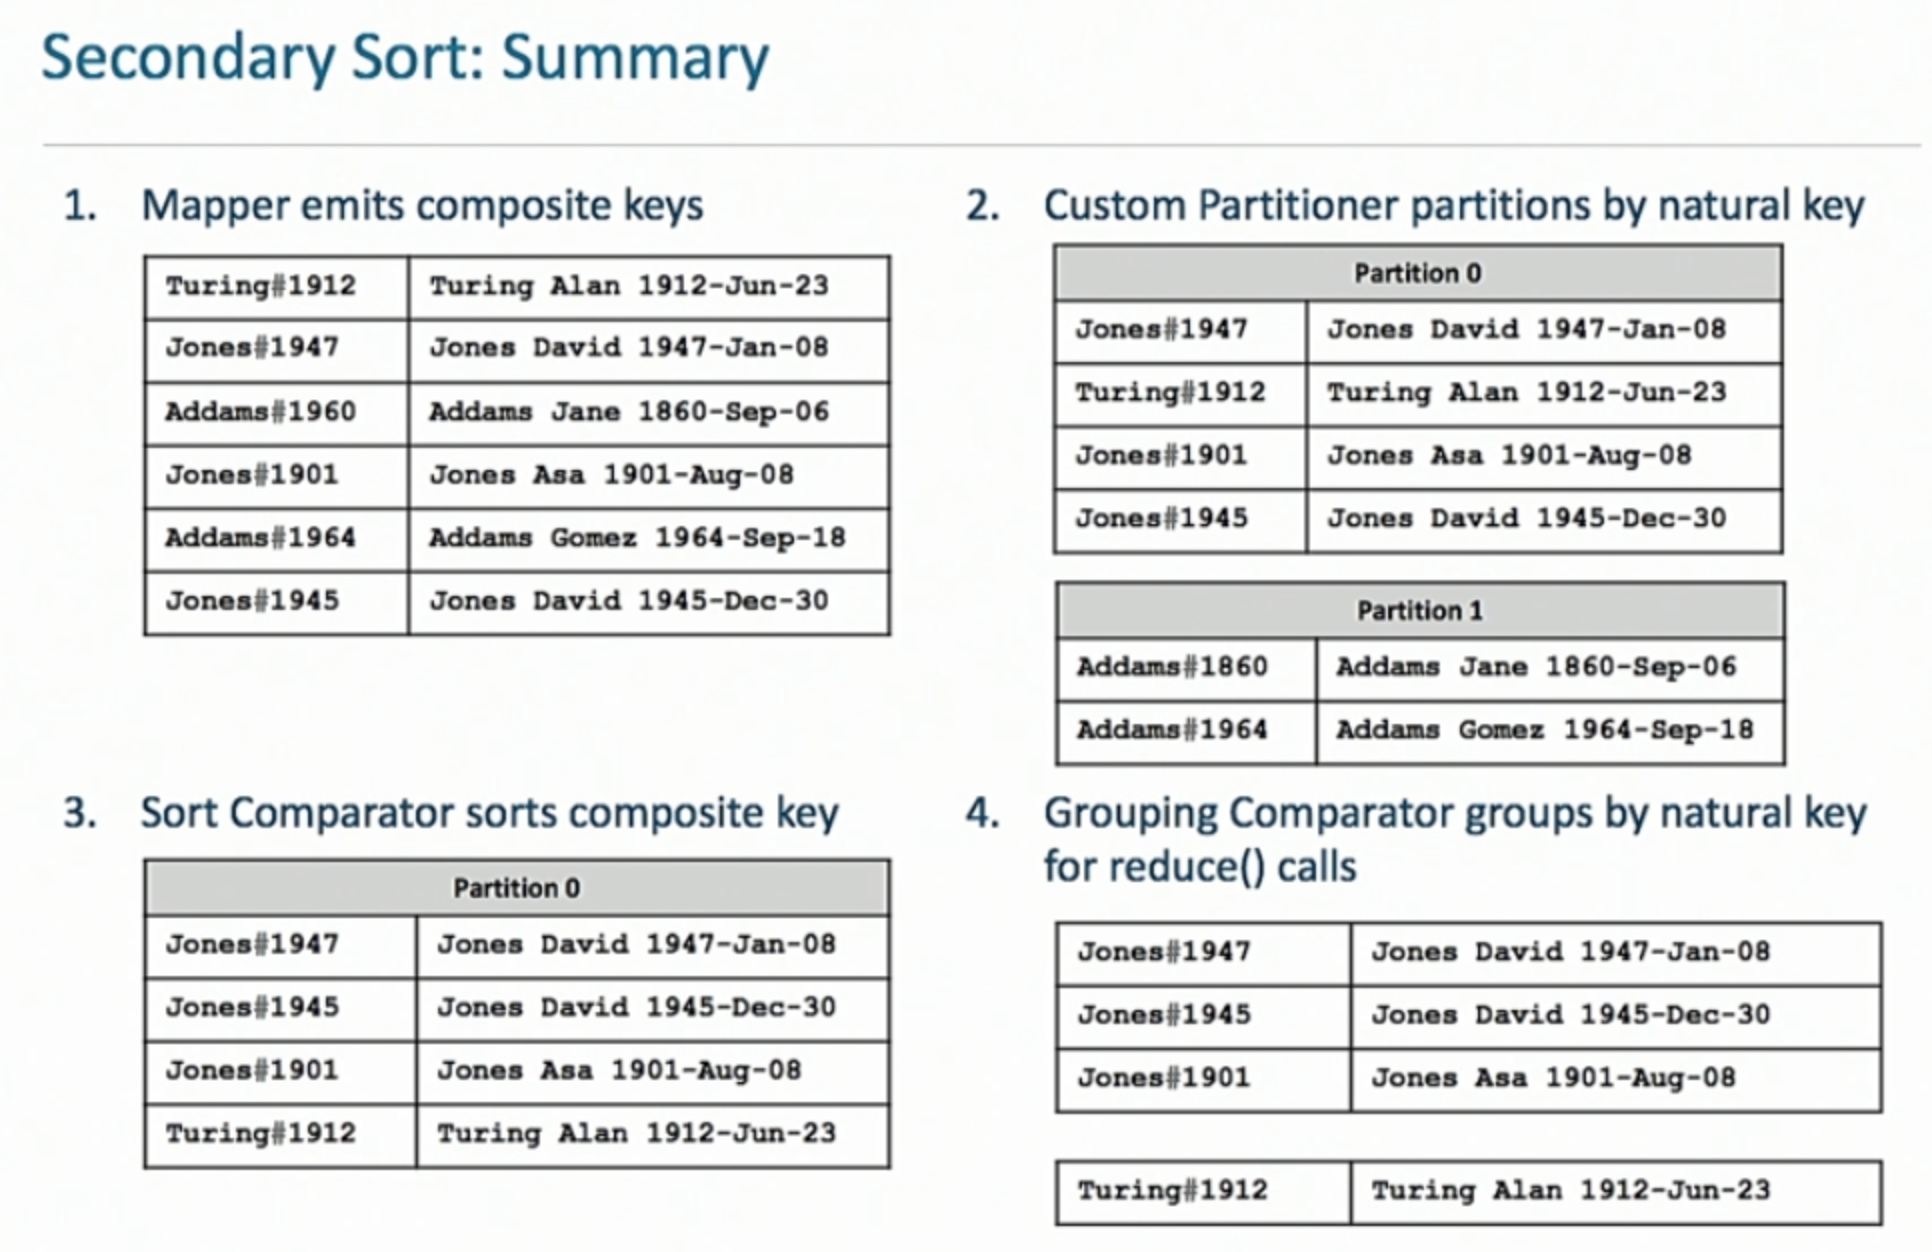 Secondary Sort: Summary
1. Mapper emits composite keys
Turing#1912 Turing Alan 1912-Jun-23
Jones#1947 Jones David 1947-Jan-08
Addams#1960 Addams Jane 1860-Sep-06
Jones#1901 Jones Asa 1901-Aug-08
Addams#1964 Addams Gomez 1964-Sep-18
Jones#1945 Jones David 1945-Dec-30
2. Custom Partitioner partitions by natural key
Partition 0
Jones#1947 Jones David 1947-Jan-08
Turing#1912 Turing Alan 1912-Jun-23
Jones#1901 Jones Asa 1901-Aug-08
Jones#1945 Jones David 1945-Dec-30
Partition 1
Addams#1860 Addams Jane 1860-Sep-06
Addams#1964 Addams Gomez 1964-Sep-18
3. Sort Comparator sorts composite key
Partition 0
Jones#1947 Jones David 1947-Jan-08
Jones#1945 Jones David 1945-Dec-30
Jones#1901 Jones Asa 1901-Aug-08
Turing#1912 Turing Alan 1912-Jun-23
4. Grouping Comparator groups by natural key
for reduce() calls
Jones#1947 Jones David 1947-Jan-08
Jones#1945 Jones David 1945-Dec-30
Jones#1901 Jones Asa 1901-Aug-08
Turing#1912 Turing Alan 1912-Jun-23